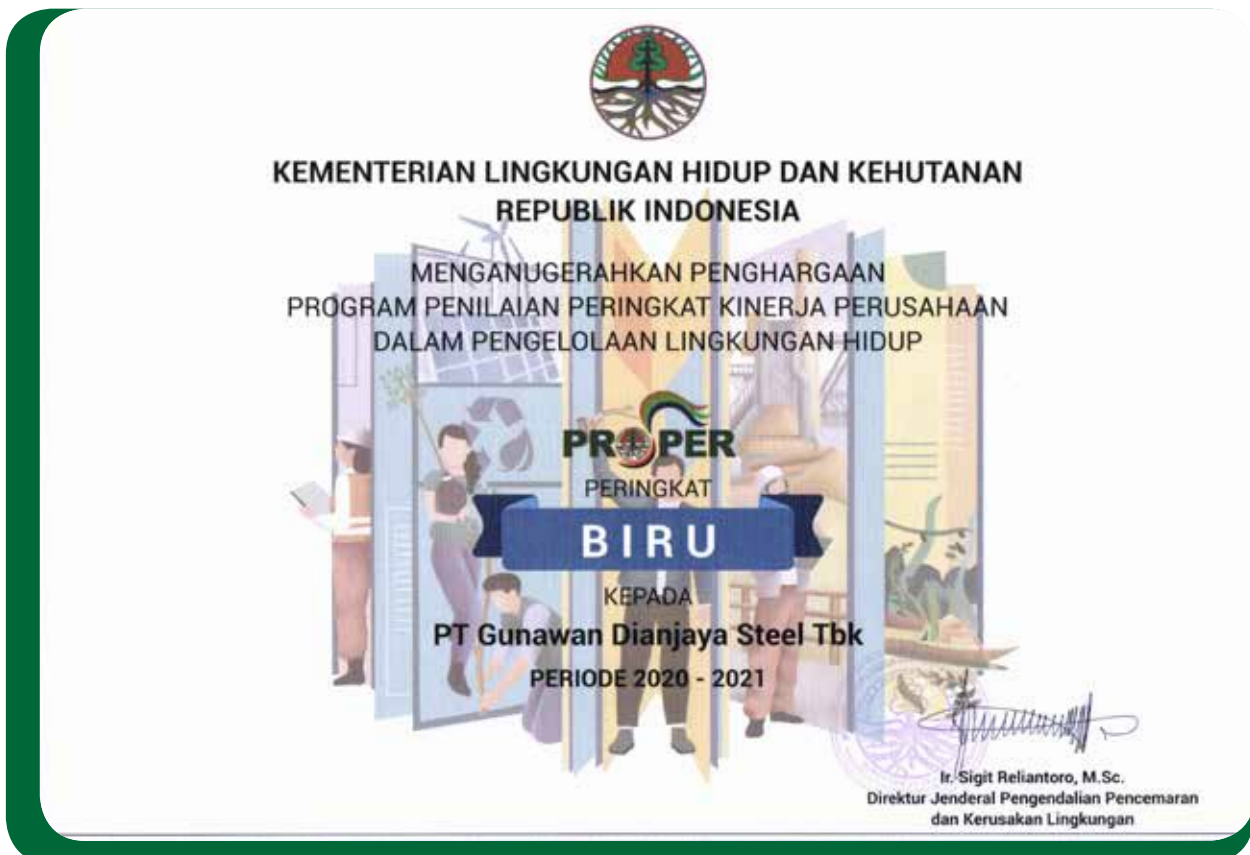 KEMENTERIAN LINGKUNGAN HIDUP DAN KEHUTANAN
REPUBLIK INDONESIA
MENGANUGERAHKAN PENGHARGAAN
PROGRAM PENILAIAN PERINGKAT KINERJA PERUSAHAAN
DALAM PENGELOLAAN LINGKUNGAN HIDUP
PROPER
PERINGKAT
BIRU
KEPADA
PT Gunawan Dianjaya Steel Tbk
PERIODE 2020 - 2021
Ir. Sigit Reliantoro, M.Sc.
Direktur Jenderal Pengendalian Pencemaran
dan Kerusakan Lingkungan